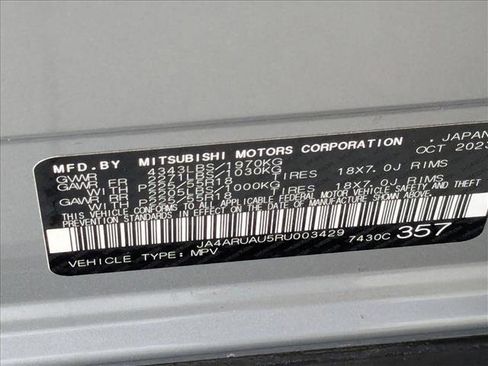 MFD. BY MITSUBISHI MOTORS CORPORATION . JAPAN
GVWR 4343LBS/1970KG OCT 2023
GAWR FR 2271LBS/1030KG
P225/55R18 TIRES 18X7.0J RIMS
GAWR RR 2205LBS/1000KG
P225/55R18 TIRES 18X7.0J RIMS
THIS VEHICLE CONFORMS TO ALL APPLICABLE FEDERAL MOTOR VEHICLE SAFETY AND THEFT
PREVENTION STANDARDS IN EFFECT ON THE DATE OF MANUFACTURE SHOWN ABOVE.
JA4ARUAU5RU003429 7430C 357
VEHICLE TYPE: MPV